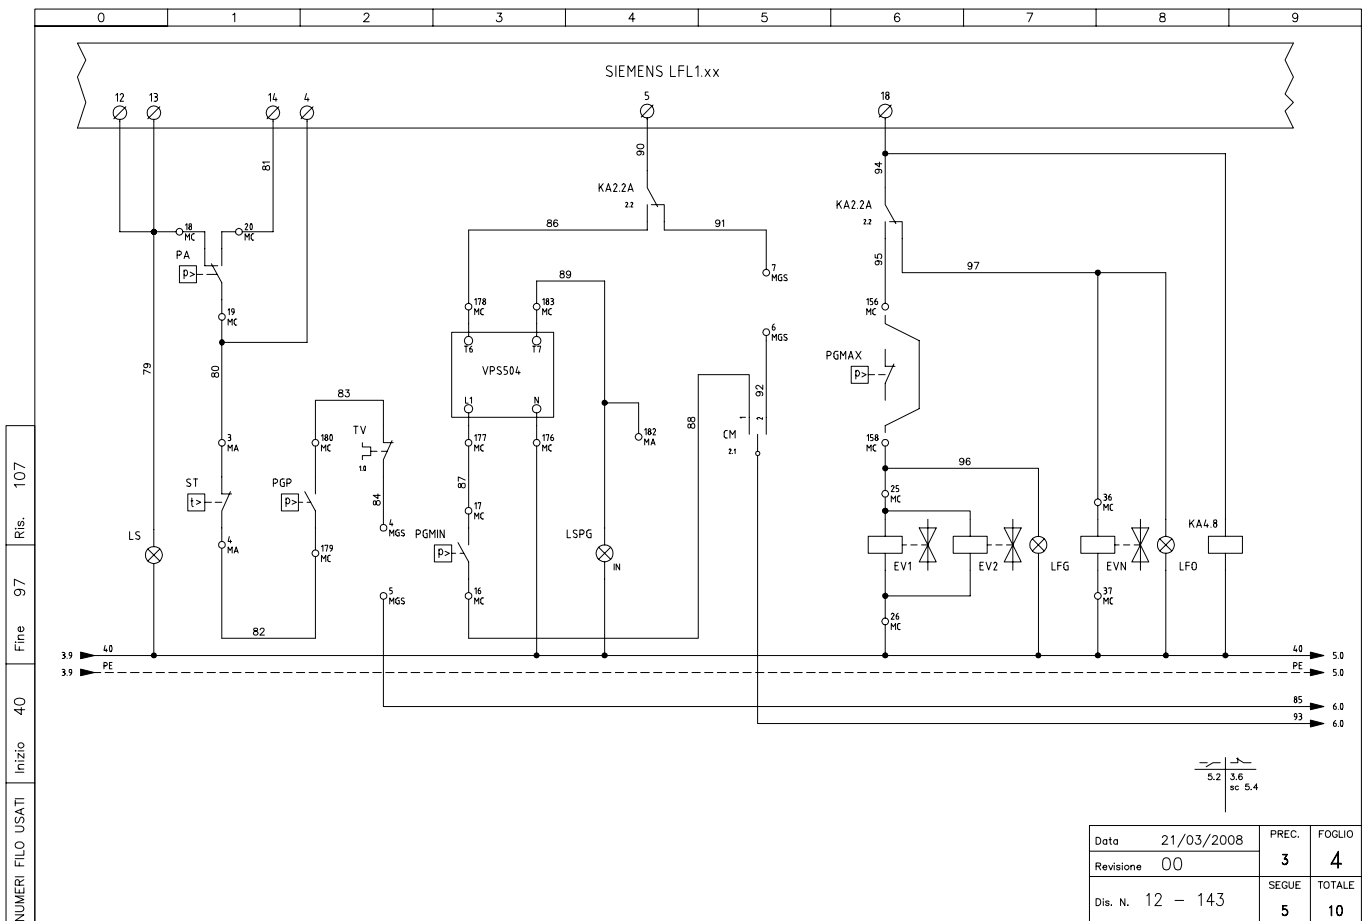 0 1 2 3 4 5 6 7 8 9
SIEMENS LFL1.xx
12 13 14 4 5 18
81
90
94
KA2.2A
2.2
KA2.2A
2.2
18
MC
20
MC
86
91
PA
P>
95
97
7
MGS
89
19
MC
178
MC
183
MC
156
MC
6
MGS
T6
T7
VPS504
L1
N
PGMAX
P>
79
80
83
88
92
1
2
CM
2.1
3
MA
180
MC
TV
1.0
177
MC
176
MC
182
MA
158
MC
96
ST
t>
PGP
P>
84
87
25
MC
36
MC
17
MC
4
MGS
KA4.8
LS
PGMIN
P>
LSPG
IN
4
MA
179
MC
EV1
EV2
LFG
EVN
LFO
5
MGS
16
MC
37
MC
26
MC
82
3.9
40
40
5.0
3.9
PE
PE
5.0
85
6.0
93
6.0
5.2
3.6
sc 5.4
NUMERI FILO USATI
Inizio 40
Fine 97
Ris. 107
Data 21/03/2008
PREC.
3
FOGLIO
4
Revisione 00
Dis. N. 12 - 143
SEGUE
5
TOTALE
10